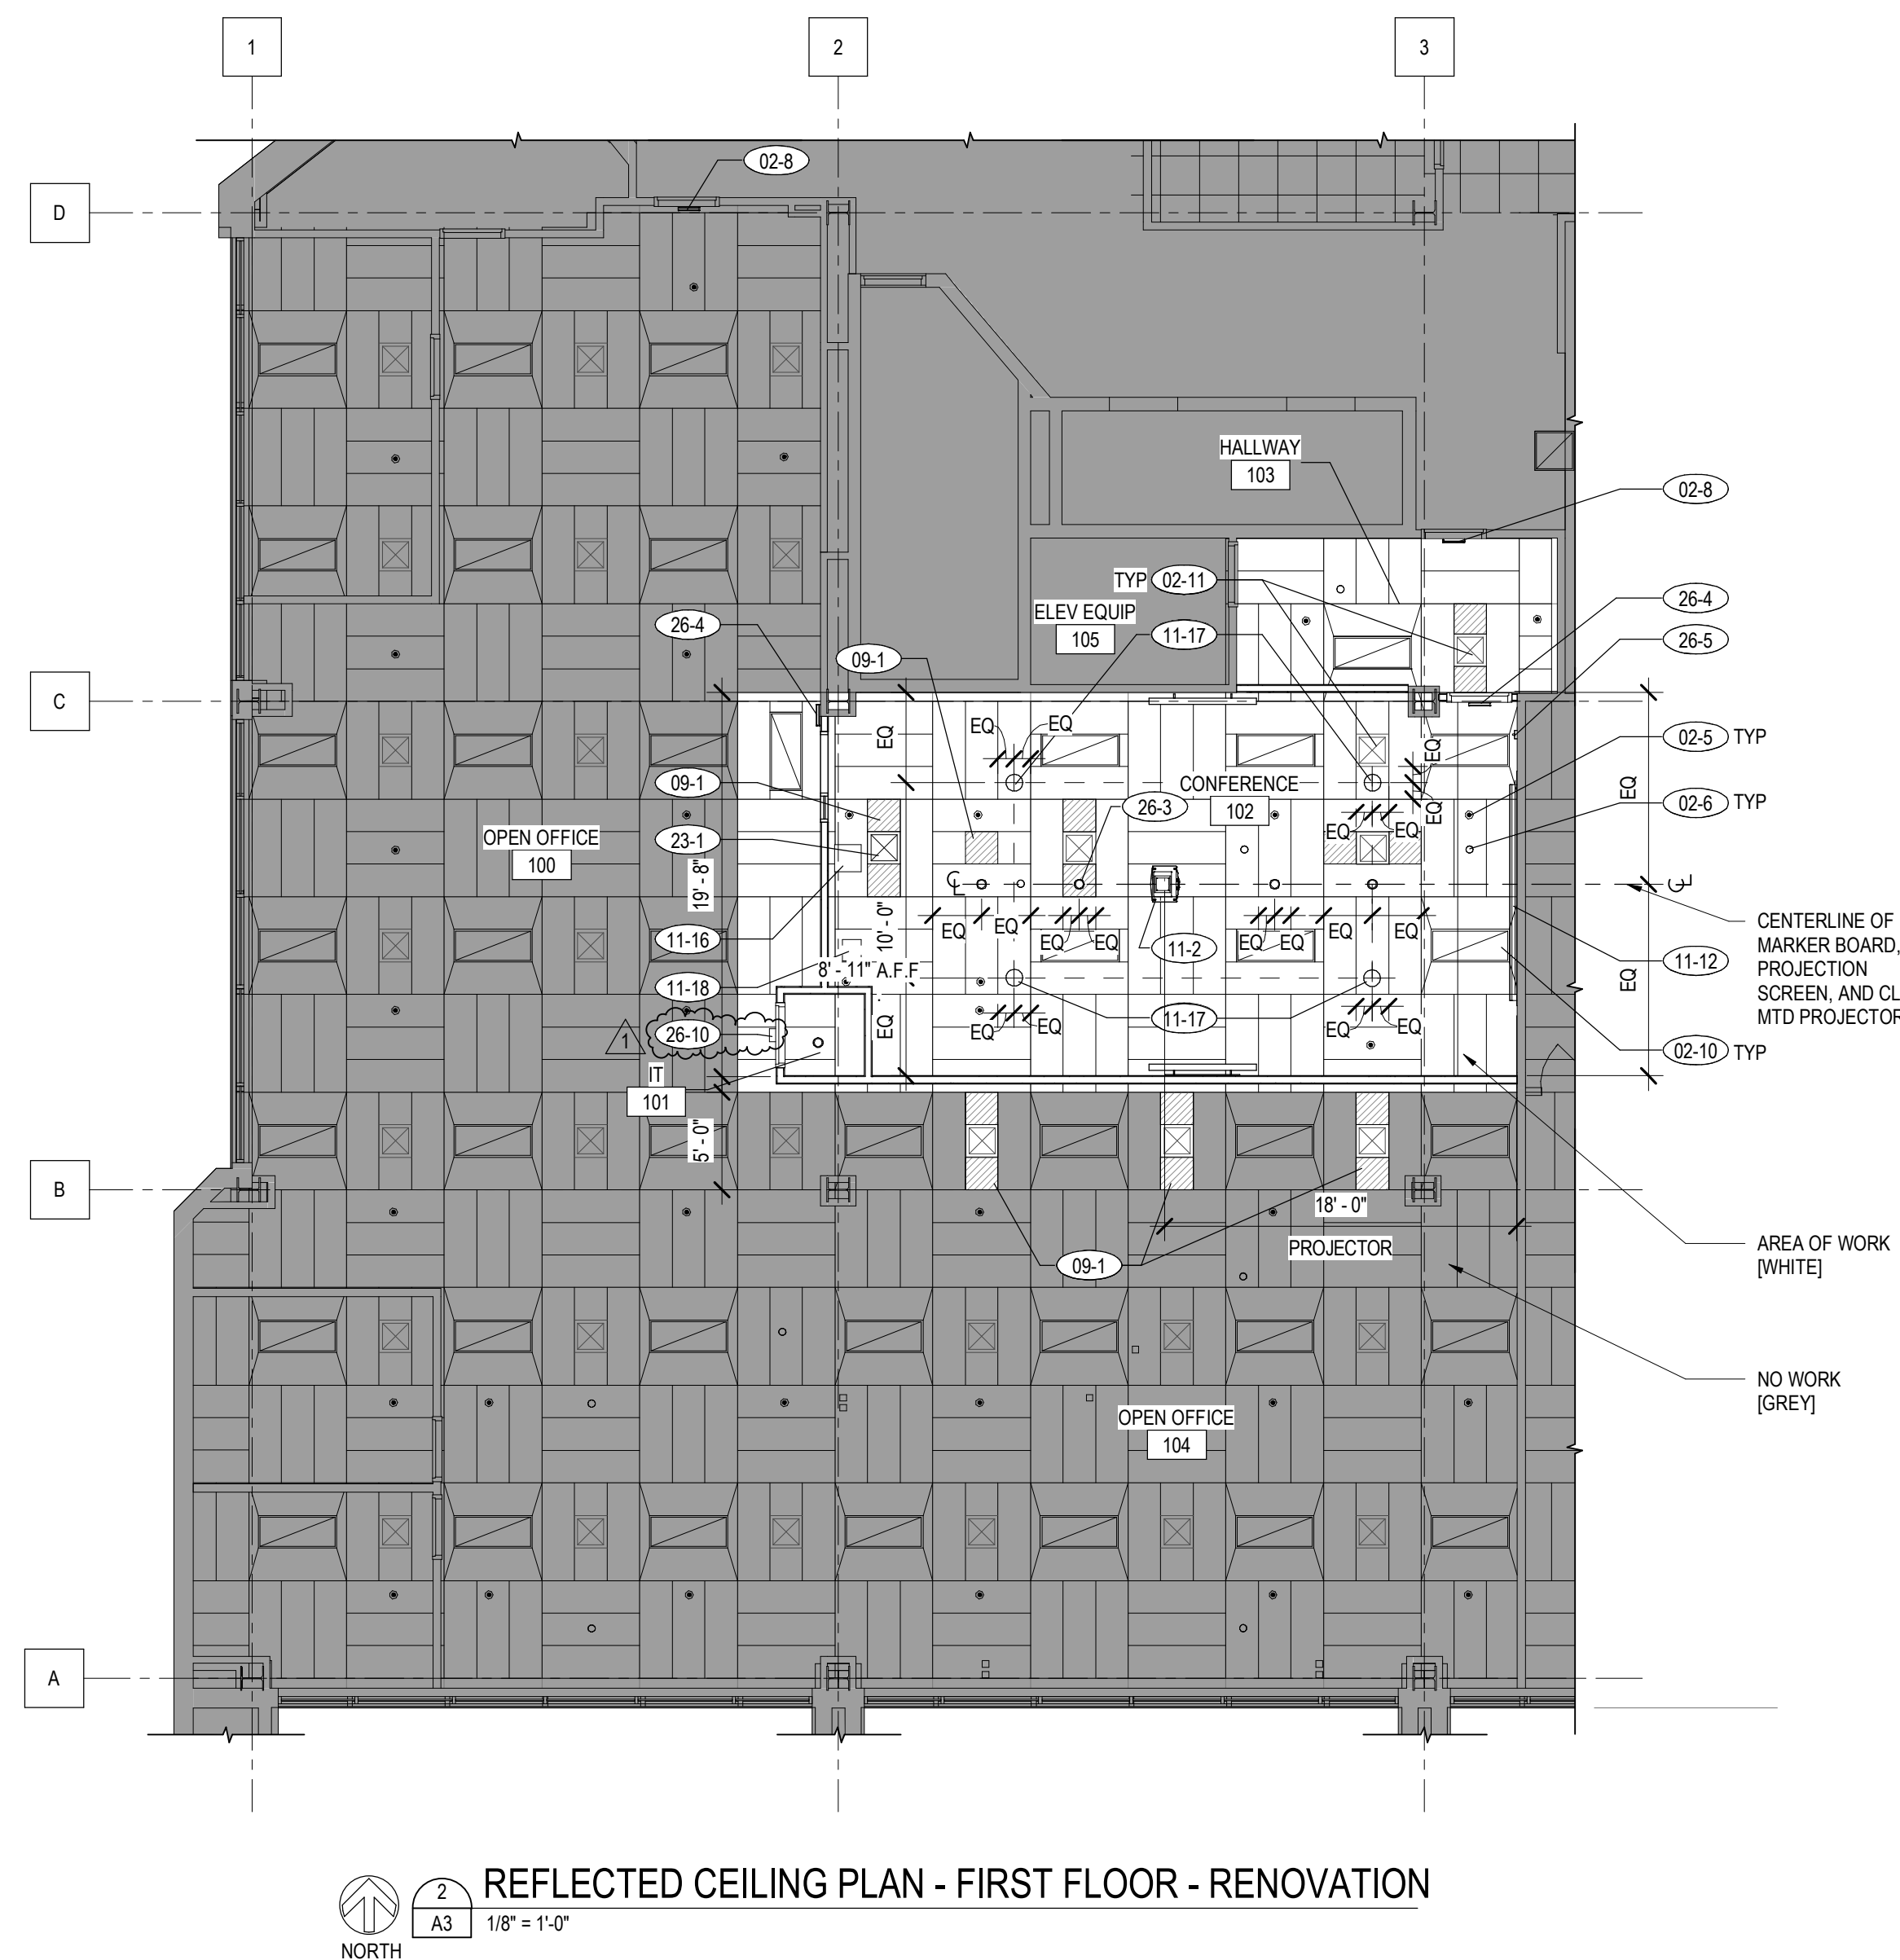 1
2
3
D
02-8
HALLWAY
103
02-8
TYP 02-11
26-4
ELEV EQUIP
105
26-4
11-17
26-5
09-1
C
EQ
EQ
EQ
EQ
02-5 TYP
09-1
CONFERENCE
102
EQ
EQ
26-3
02-6 TYP
OPEN OFFICE
100
23-1
EQ
EQ
19' - 8"
CL
CL
10' - 0"
EQ
EQ
EQ
EQ
EQ
EQ
EQ
EQ
11-16
11-2
CENTERLINE OF
MARKER BOARD,
PROJECTION
SCREEN, AND CL
MTD PROJECTOR
11-12
8' - 11" A.F.F
11-18
EQ
11-17
EQ
EQ
EQ
EQ
EQ
1
26-10
02-10 TYP
IT
101
5' - 0"
B
18' - 0"
PROJECTOR
09-1
AREA OF WORK
[WHITE]
NO WORK
[GREY]
OPEN OFFICE
104
A
2
A3
REFLECTED CEILING PLAN - FIRST FLOOR - RENOVATION
1/8" = 1'-0"
NORTH